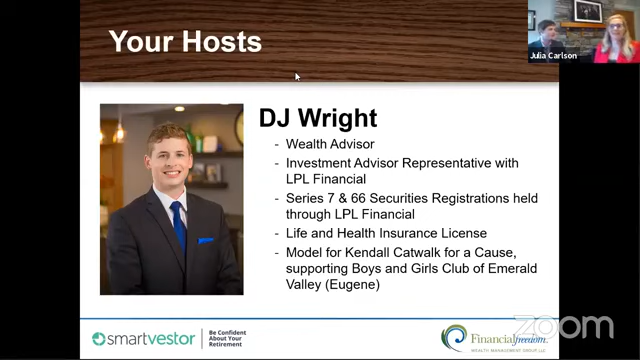 Your Hosts
Julia Carlson
DJ Wright
- Wealth Advisor
- Investment Advisor Representative with
LPL Financial
- Series 7 & 66 Securities Registrations held
through LPL Financial
- Life and Health Insurance License
- Model for Kendall Catwalk for a Cause,
supporting Boys and Girls Club of Emerald
Valley (Eugene)
smartvestor
Be Confident
About Your
Retirement
Financialfreedom
WEALTH MANAGEMENT GROUP, LLC
zoom